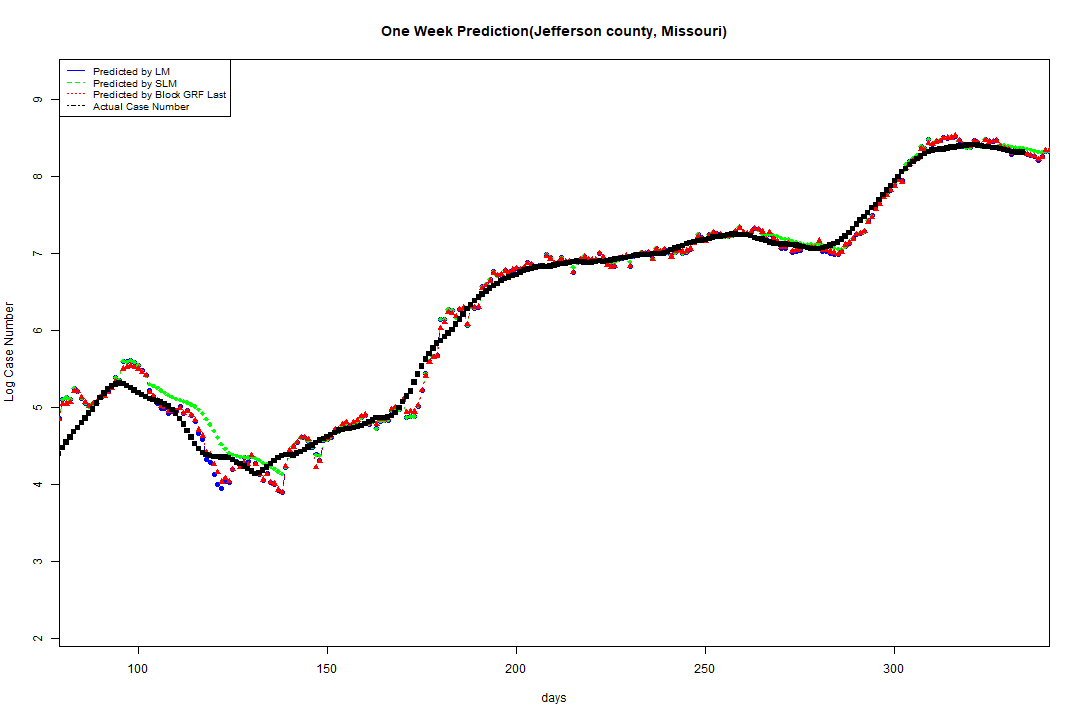 One Week Prediction(Jefferson county, Missouri)
Predicted by LM
Predicted by SLM
Predicted by Block GRF Last
Actual Case Number
9
8
7
6
5
4
3
2
Log Case Number
100 150 200 250 300
days